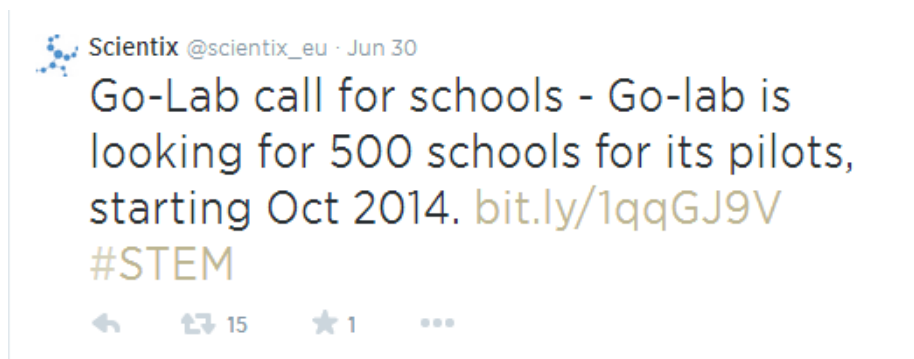 Scientix @scientix_eu · Jun 30
Go-Lab call for schools - Go-lab is
looking for 500 schools for its pilots,
starting Oct 2014. bit.ly/1qqGJ9V
#STEM
15 1